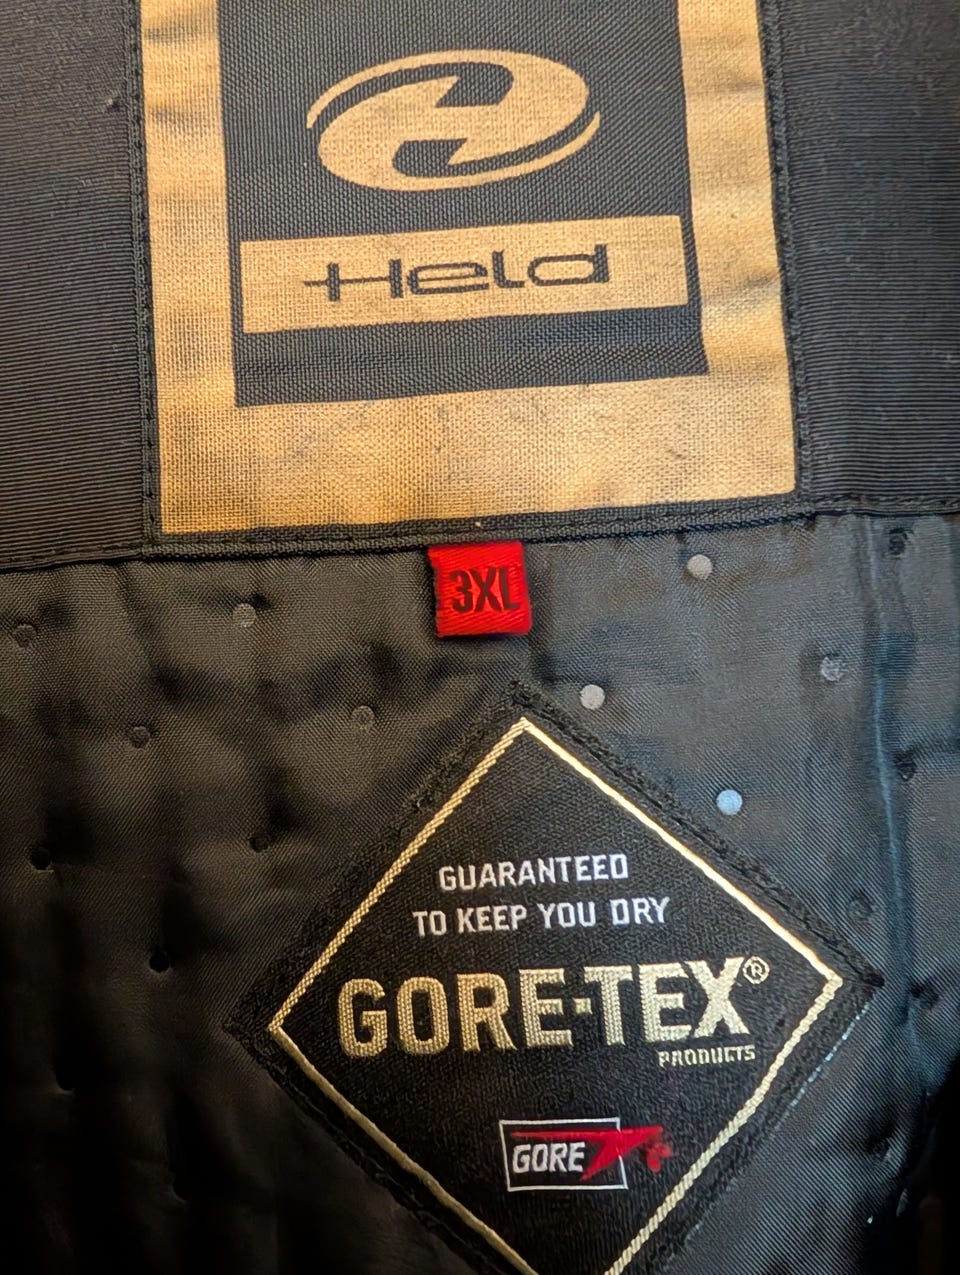 Held
3XL
GUARANTEED
TO KEEP YOU DRY
GORE-TEX®
PRODUCTS
GORE